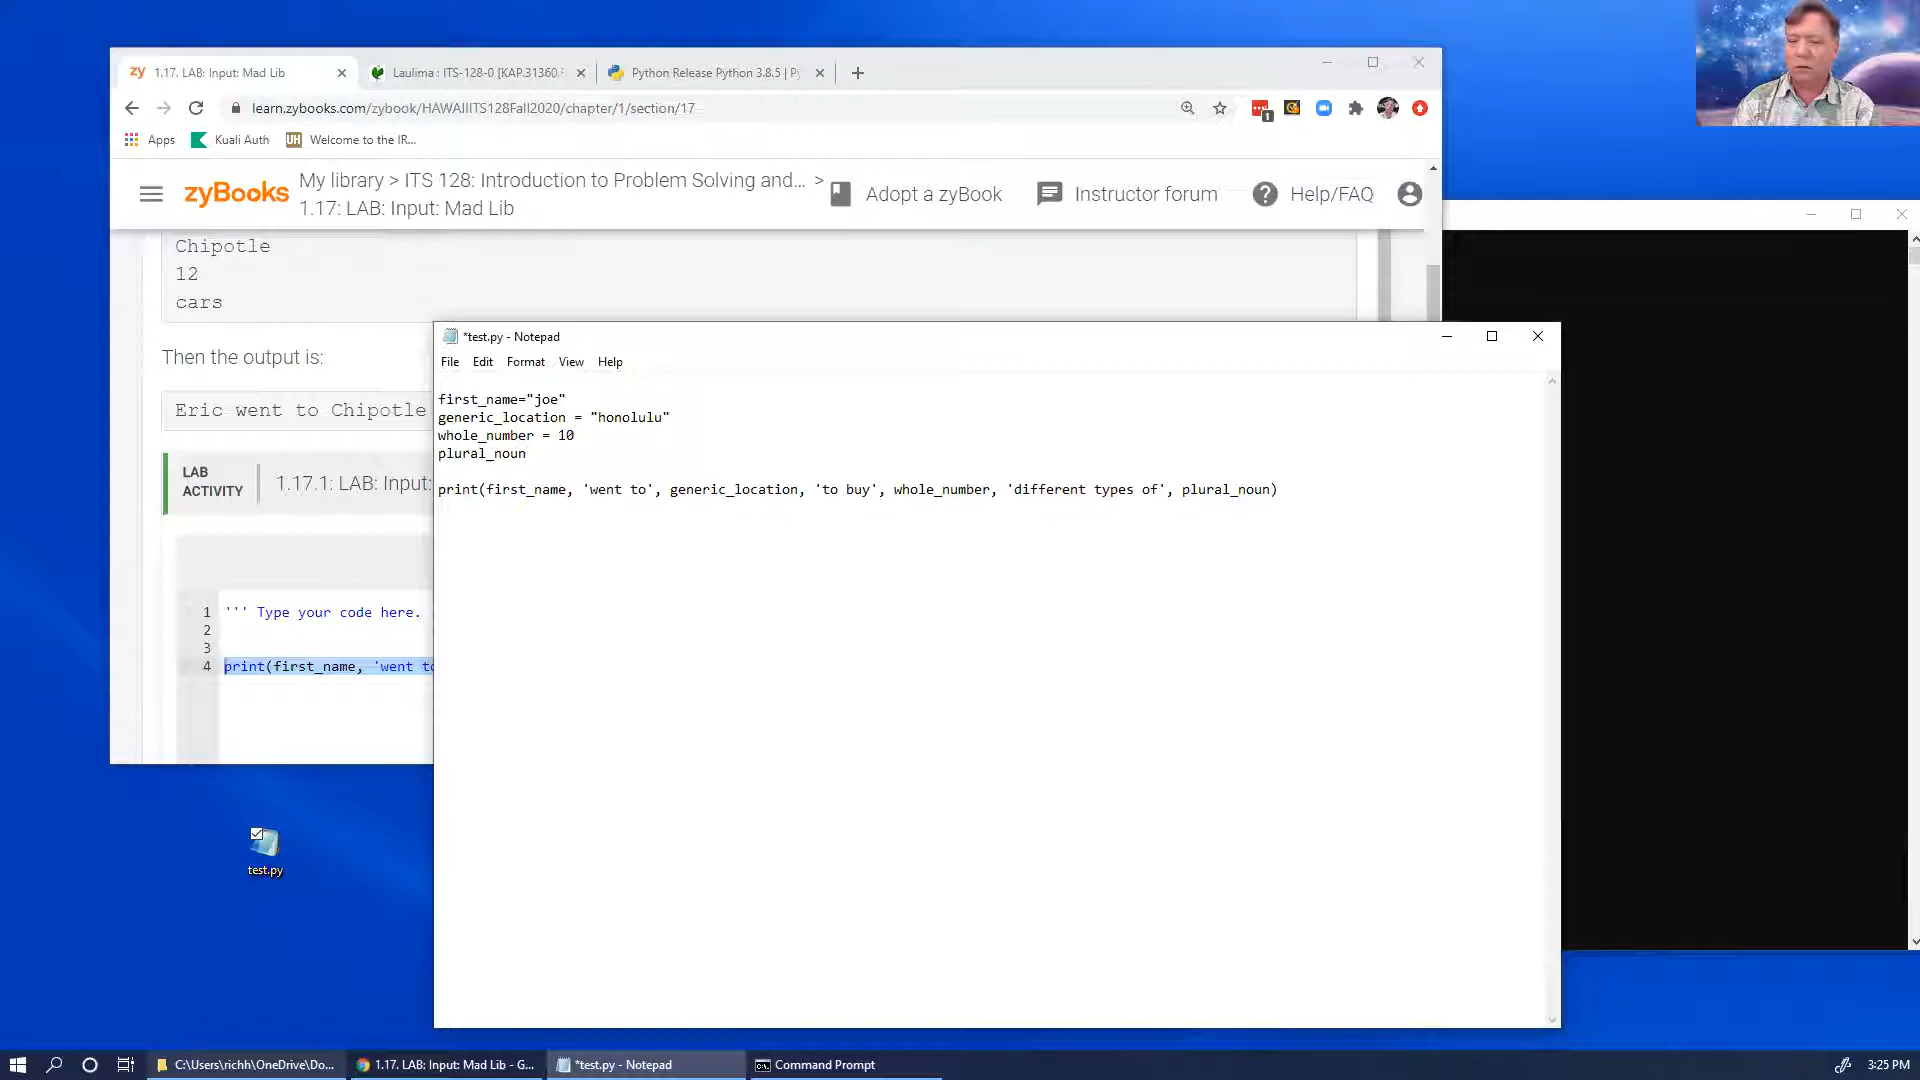 1.17. LAB: Input: Mad Lib
Laulima : ITS-128-0 [KAP.31360.F
Python Release Python 3.8.5 | Py
learn.zybooks.com/zybook/HAWAIIITS128Fall2020/chapter/1/section/17
1
Apps
Kuali Auth
UH
Welcome to the IR...
zyBooks
My library > ITS 128: Introduction to Problem Solving and... >
1.17: LAB: Input: Mad Lib
Adopt a zyBook
Instructor forum
Help/FAQ
Chipotle
12
cars
Then the output is:
Eric went to Chipotle
LAB
ACTIVITY
1.17.1: LAB: Input:
1 ''' Type your code here.
2
3
4 print(first_name, 'went to
*test.py - Notepad
File Edit Format View Help
first_name="joe"
generic_location = "honolulu"
whole_number = 10
plural_noun
print(first_name, 'went to', generic_location, 'to buy', whole_number, 'different types of', plural_noun)
test.py
C:\Users\richh\OneDrive\Do...
1.17. LAB: Input: Mad Lib - G...
*test.py - Notepad
Command Prompt
3:25 PM